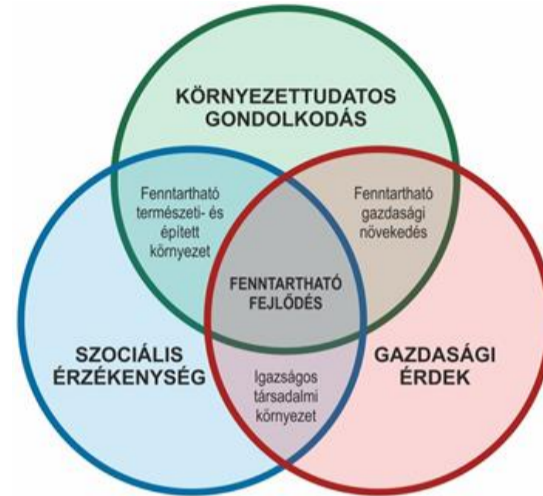 KÖRNYEZETTUDATOS
GONDOLKODÁS
Fenntartható
természeti- és
épített
környezet
Fenntartható
gazdasági
növekedés
FENNTARTHATÓ
FEJLŐDÉS
SZOCIÁLIS
ÉRZÉKENYSÉG
GAZDASÁGI
ÉRDEK
Igazságos
társadalmi
környezet